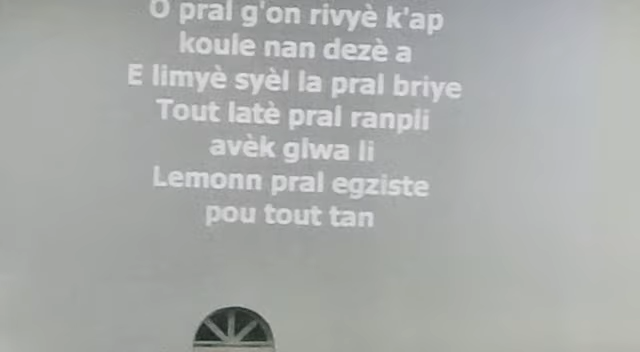 O pral g'on rivyè k'ap
koule nan dezè a
E limyè syèl la pral briye
Tout latè pral ranpli
avèk glwa li
Lemonn pral egziste
pou tout tan